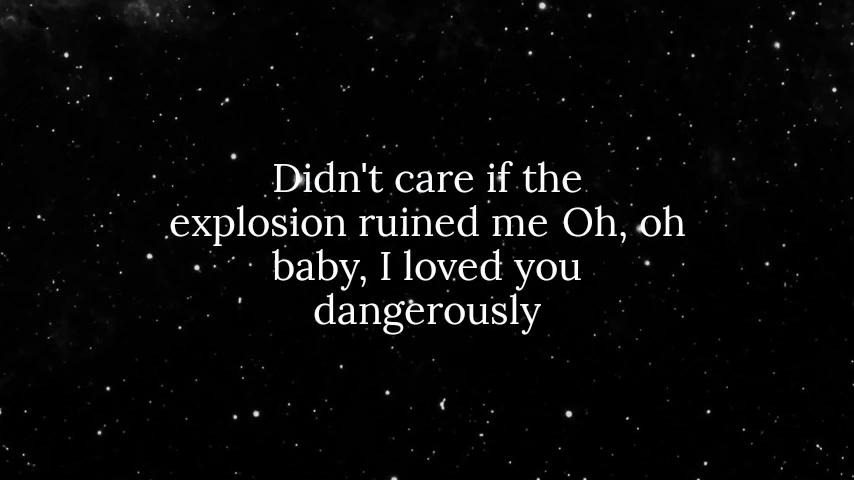 Didn't care if the
explosion ruined me Oh, oh
baby, I loved you
dangerously